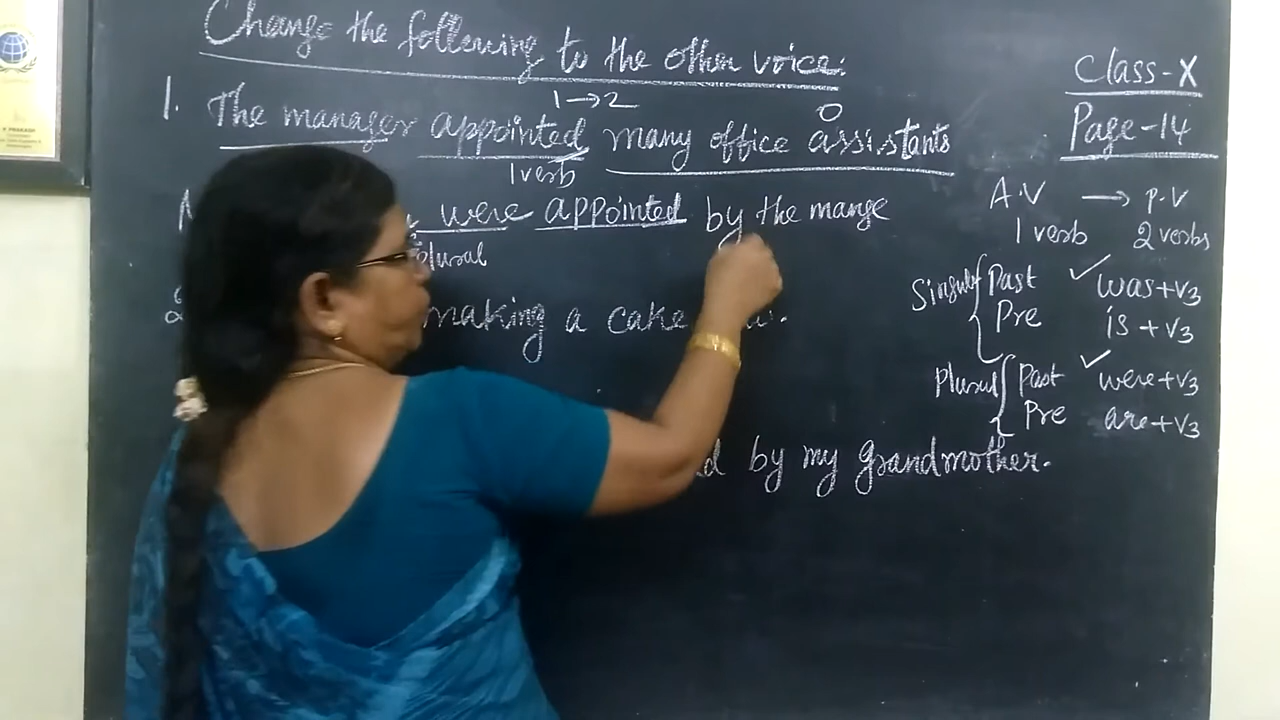 Change the following to the other voice:
Class-X
Page-14
1→2
O
1. The manager appointed many office assistants
1 verb
were appointed by the mange
plural
making a cake
by my grandmother.
A.V → P.V
1 verb 2 verbs
Past ✓ was+v3
Pre is+v3
Past ✓ were+v3
Pre are+v3